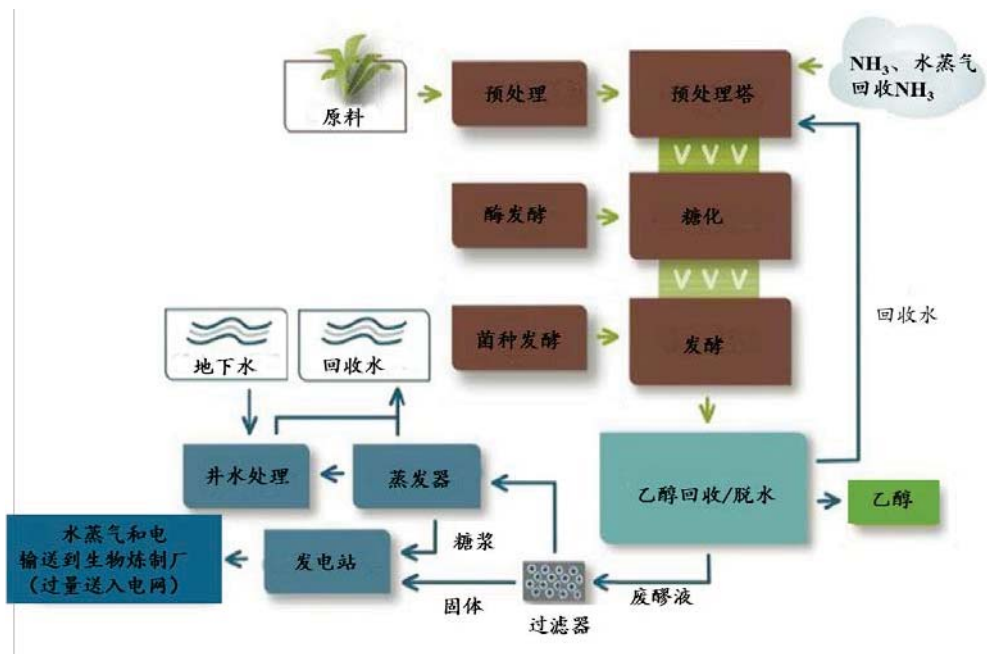 原料
预处理
预处理塔
NH₃、水蒸气
回收NH₃
酶发酵
糖化
回收水
地下水
回收水
菌种发酵
发酵
井水处理
蒸发器
乙醇回收/脱水
乙醇
水蒸气和电
输送到生物炼制厂
(过量送入电网)
发电站
糖浆
固体
过滤器
废醪液